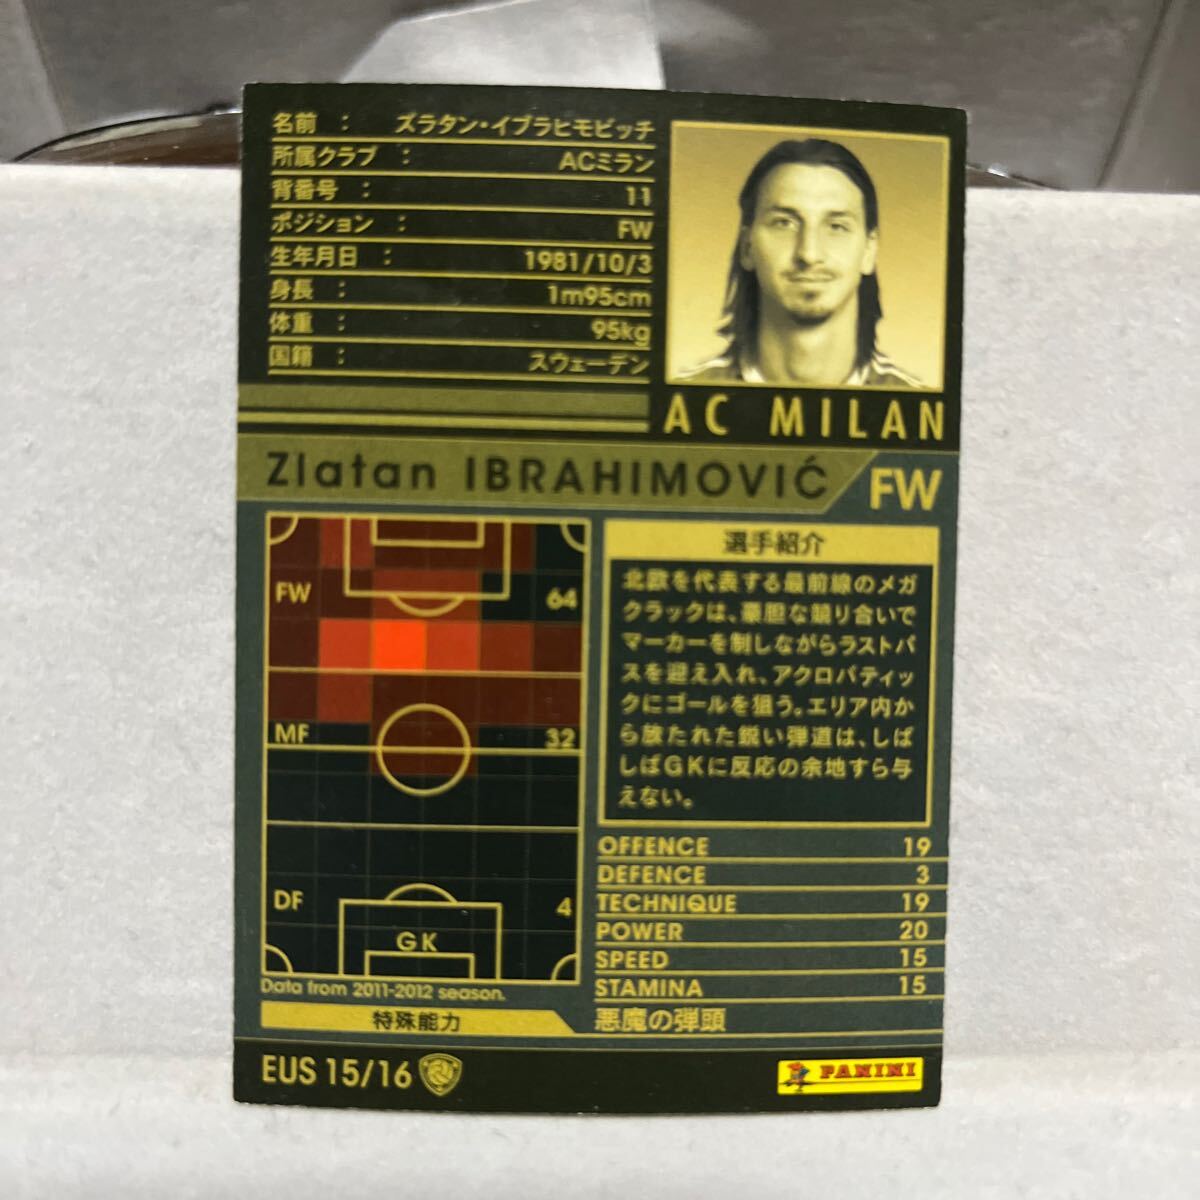 名前 : ズラタン・イブラヒモビッチ
所属クラブ : ACミラン
背番号 : 11
ポジション : FW
生年月日 : 1981/10/3
身長 : 1m95cm
体重 : 95kg
国籍 : スウェーデン
AC MILAN
Zlatan IBRAHIMOVIĆ FW
FW 64
MF 32
DF 4
GK
Data from 2011-2012 season.
選手紹介
北欧を代表する最前線のメガ
クラックは、豪胆な競り合いで
マーカーを制しながらラストパ
スを迎え入れ、アクロバティッ
クにゴールを狙う。エリア内か
ら放たれた鋭い弾道は、しば
しばGKに反応の余地すら与
えない。
OFFENCE 19
DEFENCE 3
TECHNIQUE 19
POWER 20
SPEED 15
STAMINA 15
特殊能力 悪魔の弾頭
EUS 15/16
PANINI